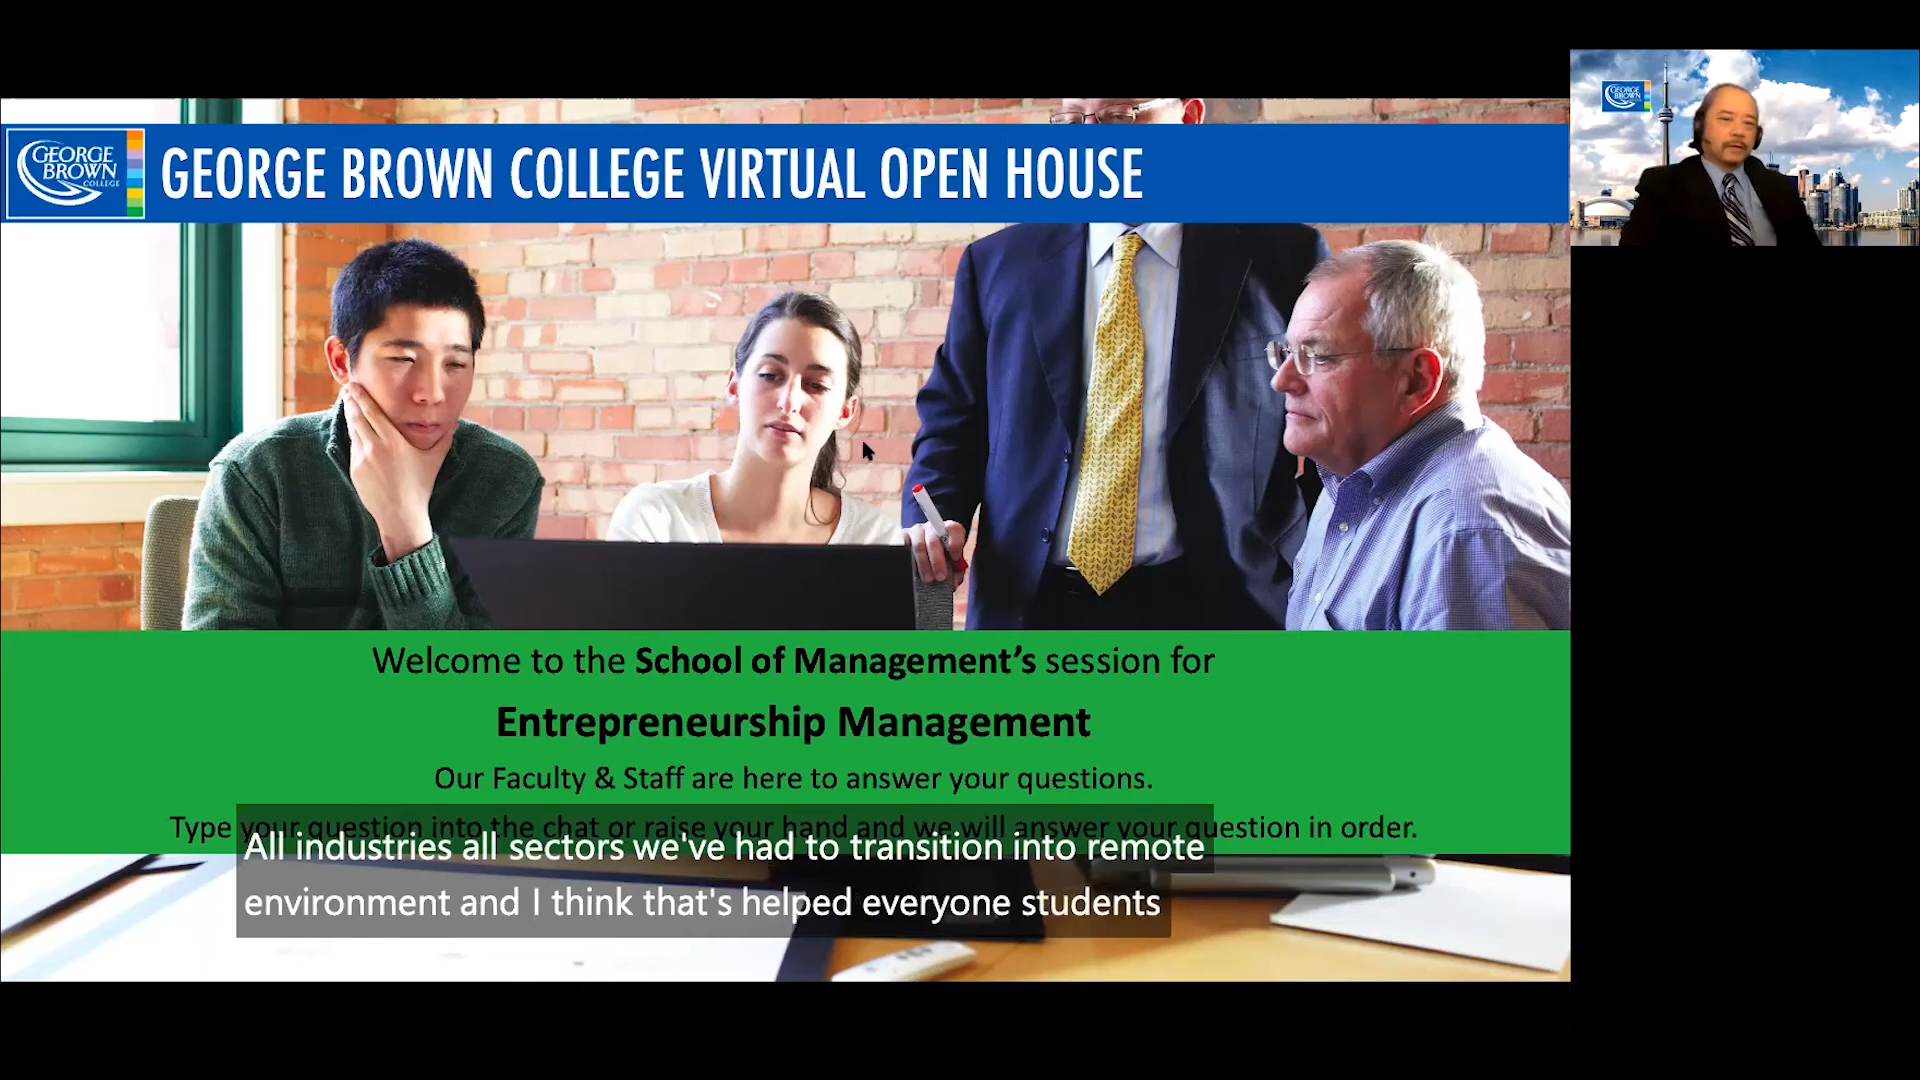 GEORGE
BROWN
COLLEGE
GEORGE BROWN COLLEGE VIRTUAL OPEN HOUSE
GEORGE
BROWN
Welcome to the School of Management’s session for
Entrepreneurship Management
Our Faculty & Staff are here to answer your questions.
Type your question into the chat or raise your hand and we will answer your question in order.
All industries all sectors we've had to transition into remote
environment and I think that's helped everyone students